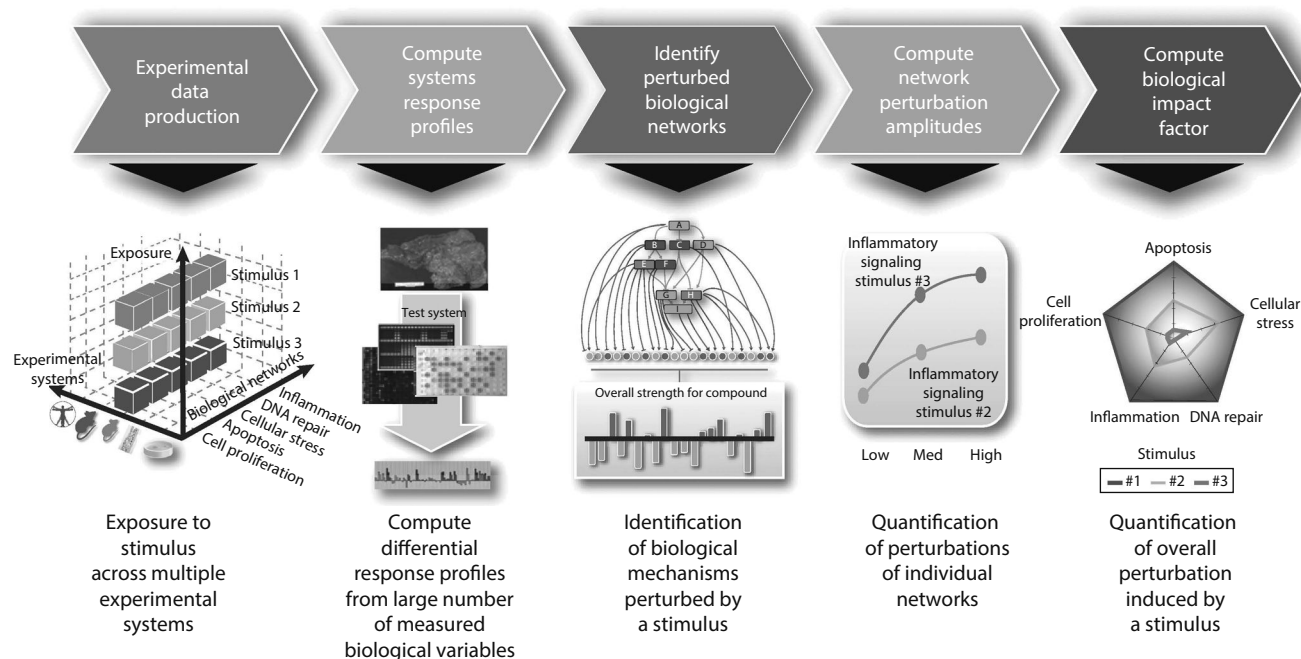 Experimental
data
production
Compute
systems
response
profiles
Identify
perturbed
biological
networks
Compute
network
perturbation
amplitudes
Compute
biological
impact
factor
Exposure
Stimulus 1
Stimulus 2
Stimulus 3
Experimental
systems
Biological networks
Inflammation
DNA repair
Cellular stress
Apoptosis
Cell proliferation
Test system
A
B C D
E F
G H
I
Overall strength for compound
Inflammatory
signaling
stimulus #3
Inflammatory
signaling
stimulus #2
Low Med High
Apoptosis
Cell
proliferation
Cellular
stress
Inflammation DNA repair
Stimulus
#1 #2 #3
Exposure to
stimulus
across multiple
experimental
systems
Compute
differential
response profiles
from large number
of measured
biological variables
Identification
of biological
mechanisms
perturbed by
a stimulus
Quantification
of perturbations
of individual
networks
Quantification
of overall
perturbation
induced by
a stimulus